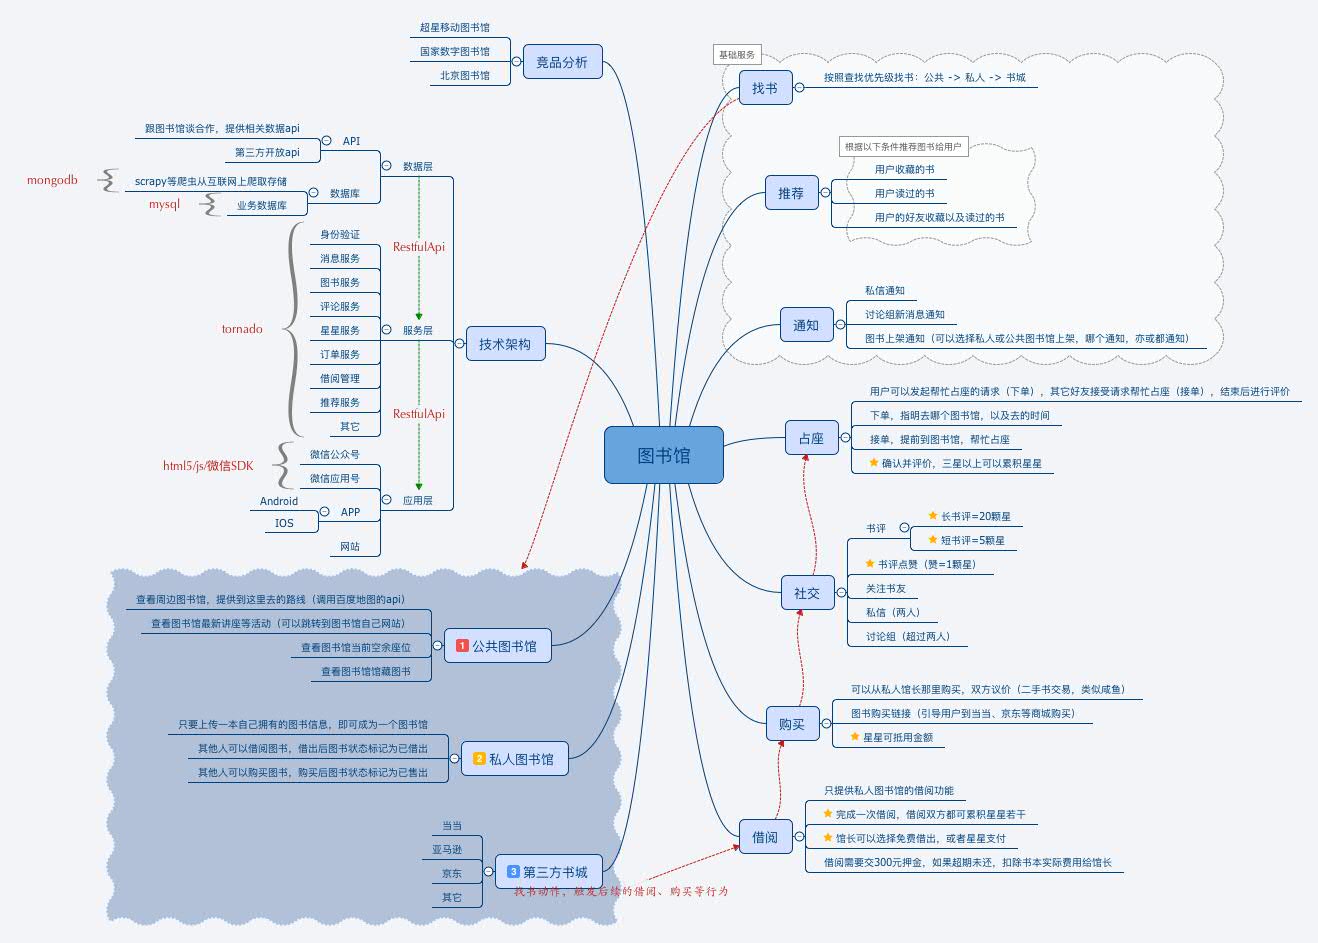 图书馆
竞品分析
超星移动图书馆
国家数字图书馆
北京图书馆
技术架构
数据层
API
跟图书馆谈合作，提供相关数据api
第三方开放api
数据库
scrapy等爬虫从互联网上爬取存储
mongodb
业务数据库
mysql
RestfulApi
服务层
身份验证
消息服务
图书服务
评论服务
星星服务
订单服务
借阅管理
推荐服务
其它
tornado
RestfulApi
应用层
微信公众号
微信应用号
html5/js/微信SDK
APP
Android
IOS
网站
1 公共图书馆
查看周边图书馆，提供到这里去的路线（调用百度地图的api）
查看图书馆最新讲座等活动（可以跳转到图书馆自己网站）
查看图书馆当前空余座位
查看图书馆馆藏图书
2 私人图书馆
只要上传一本自己拥有的图书信息，即可成为一个图书馆
其他人可以借阅图书，借出后图书状态标记为已借出
其他人可以购买图书，购买后图书状态标记为已售出
3 第三方书城
当当
亚马逊
京东
其它
找书动作，触发后续的借阅、购买等行为
基础服务
找书
按照查找优先级找书：公共 -> 私人 -> 书城
推荐
根据以下条件推荐图书给用户
用户收藏的书
用户读过的书
用户的好友收藏以及读过的书
通知
私信通知
讨论组新消息通知
图书上架通知（可以选择私人或公共图书馆上架，哪个通知，亦或都通知）
占座
用户可以发起帮忙占座的请求（下单），其它好友接受请求帮忙占座（接单），结束后进行评价
下单，指明去哪个图书馆，以及去的时间
接单，提前到图书馆，帮忙占座
确认并评价，三星以上可以累积星星
社交
书评
长书评=20颗星
短书评=5颗星
书评点赞（赞=1颗星）
关注书友
私信（两人）
讨论组（超过两人）
购买
可以从私人馆长那里购买，双方议价（二手书交易，类似咸鱼）
图书购买链接（引导用户到当当、京东等商城购买）
星星可抵用金额
借阅
只提供私人图书馆的借阅功能
完成一次借阅，借阅双方都可累积星星若干
馆长可以选择免费借出，或者星星支付
借阅需要交300元押金，如果超期未还，扣除书本实际费用给馆长